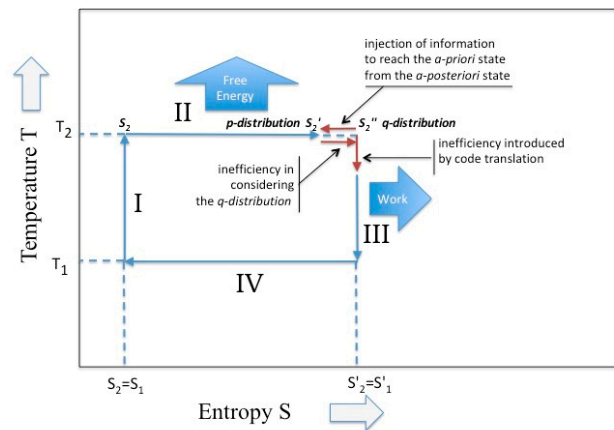 injection of information
to reach the a-priori state
from the a-posteriori state
Free
Energy
II
T2 S2 p-distribution S2' S2'' q-distribution
inefficiency in
considering
the q-distribution
inefficiency introduced
by code translation
Temperature T
I
Work
III
T1
IV
S2=S1 S'2=S'1
Entropy S